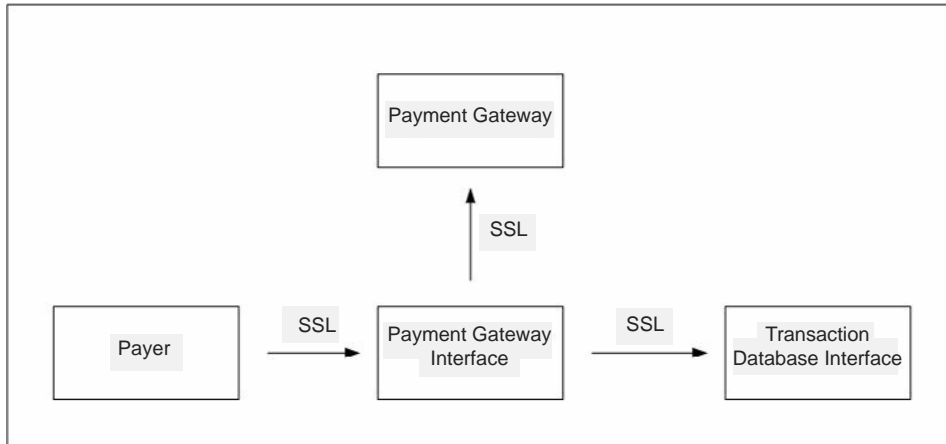 Payment Gateway
SSL
SSL
SSL
Payer
Payment Gateway
Interface
Transaction
Database Interface